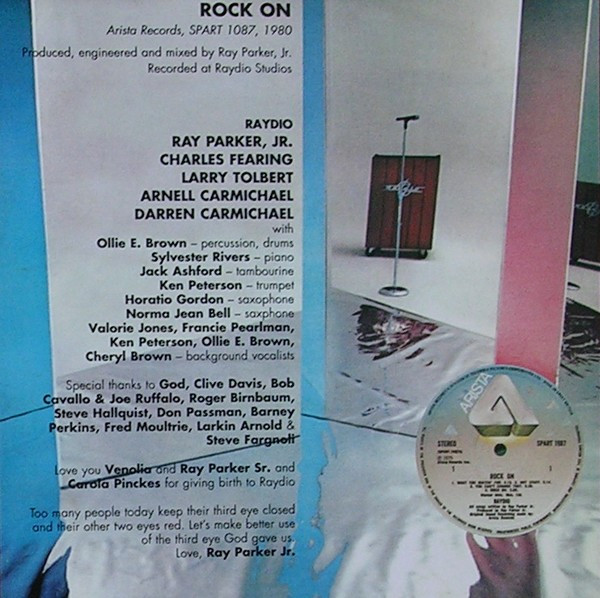 ROCK ON
Arista Records, SPART 1087, 1980
Produced, engineered and mixed by Ray Parker, Jr.
Recorded at Raydio Studios
RAYDIO
RAY PARKER, JR.
CHARLES FEARING
LARRY TOLBERT
ARNELL CARMICHAEL
DARREN CARMICHAEL
with
Ollie E. Brown – percussion, drums
Sylvester Rivers – piano
Jack Ashford – tambourine
Ken Peterson – trumpet
Horatio Gordon – saxophone
Norma Jean Bell – saxphone
Valorie Jones, Francie Pearlman,
Ken Peterson, Ollie E. Brown,
Cheryl Brown – background vocalists
Special thanks to God, Clive Davis, Bob
Cavallo & Joe Ruffalo, Roger Birnbaum,
Steve Hallquist, Don Passman, Barney
Perkins, Fred Moultrie, Larkin Arnold &
Steve Fargnoli
Love you Venolia and Ray Parker Sr. and
Carola Pinckes for giving birth to Raydio
Too many people today keep their third eye closed
and their other two eyes red. Let's make better use
of the third eye God gave us.
Love, Ray Parker Jr.
ARISTA
STEREO
SPART 1087
1 1
ROCK ON
RAYDIO